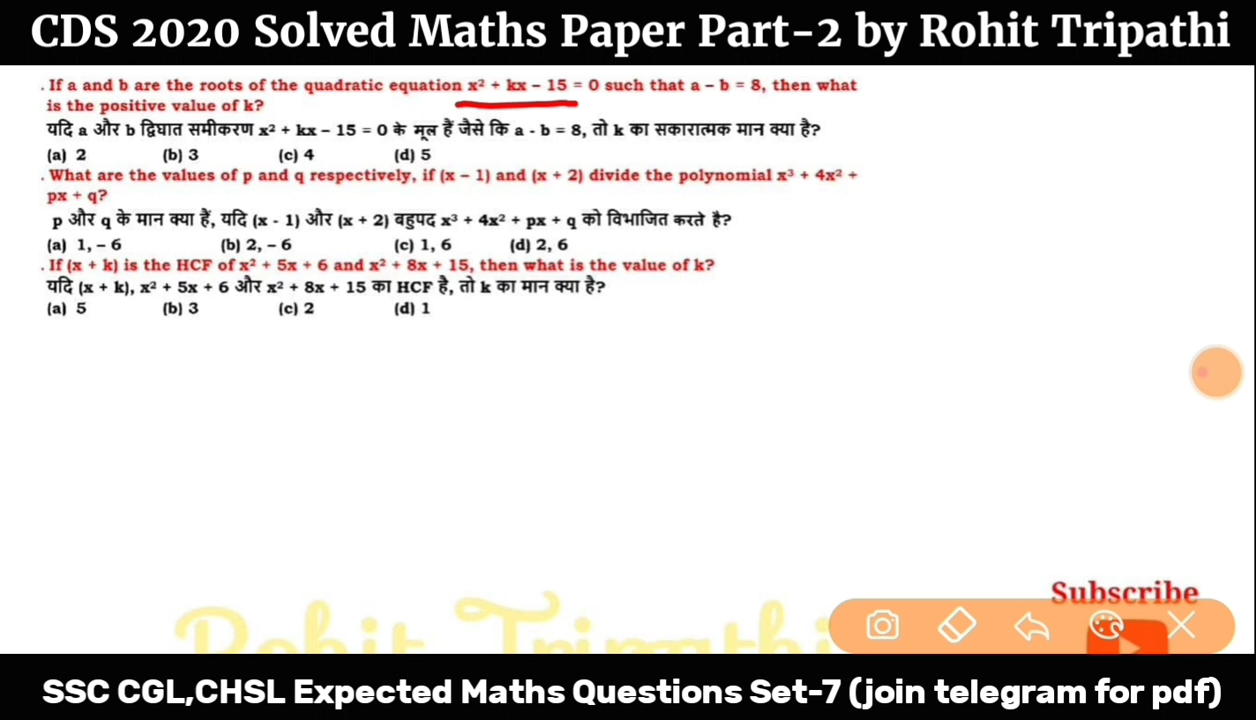 CDS 2020 Solved Maths Paper Part-2 by Rohit Tripathi
. If a and b are the roots of the quadratic equation x² + kx – 15 = 0 such that a – b = 8, then what
is the positive value of k?
यदि a और b द्विघात समीकरण x² + kx – 15 = 0 के मूल हैं जैसे कि a - b = 8, तो k का सकारात्मक मान क्या है?
(a) 2 (b) 3 (c) 4 (d) 5
. What are the values of p and q respectively, if (x – 1) and (x + 2) divide the polynomial x³ + 4x² +
px + q?
p और q के मान क्या हैं, यदि (x - 1) और (x + 2) बहुपद x³ + 4x² + px + q को विभाजित करते है?
(a) 1, – 6 (b) 2, – 6 (c) 1, 6 (d) 2, 6
. If (x + k) is the HCF of x² + 5x + 6 and x² + 8x + 15, then what is the value of k?
यदि (x + k), x² + 5x + 6 और x² + 8x + 15 का HCF है, तो k का मान क्या है?
(a) 5 (b) 3 (c) 2 (d) 1
Subscribe
Rohit Tripathi
SSC CGL,CHSL Expected Maths Questions Set-7 (join telegram for pdf)